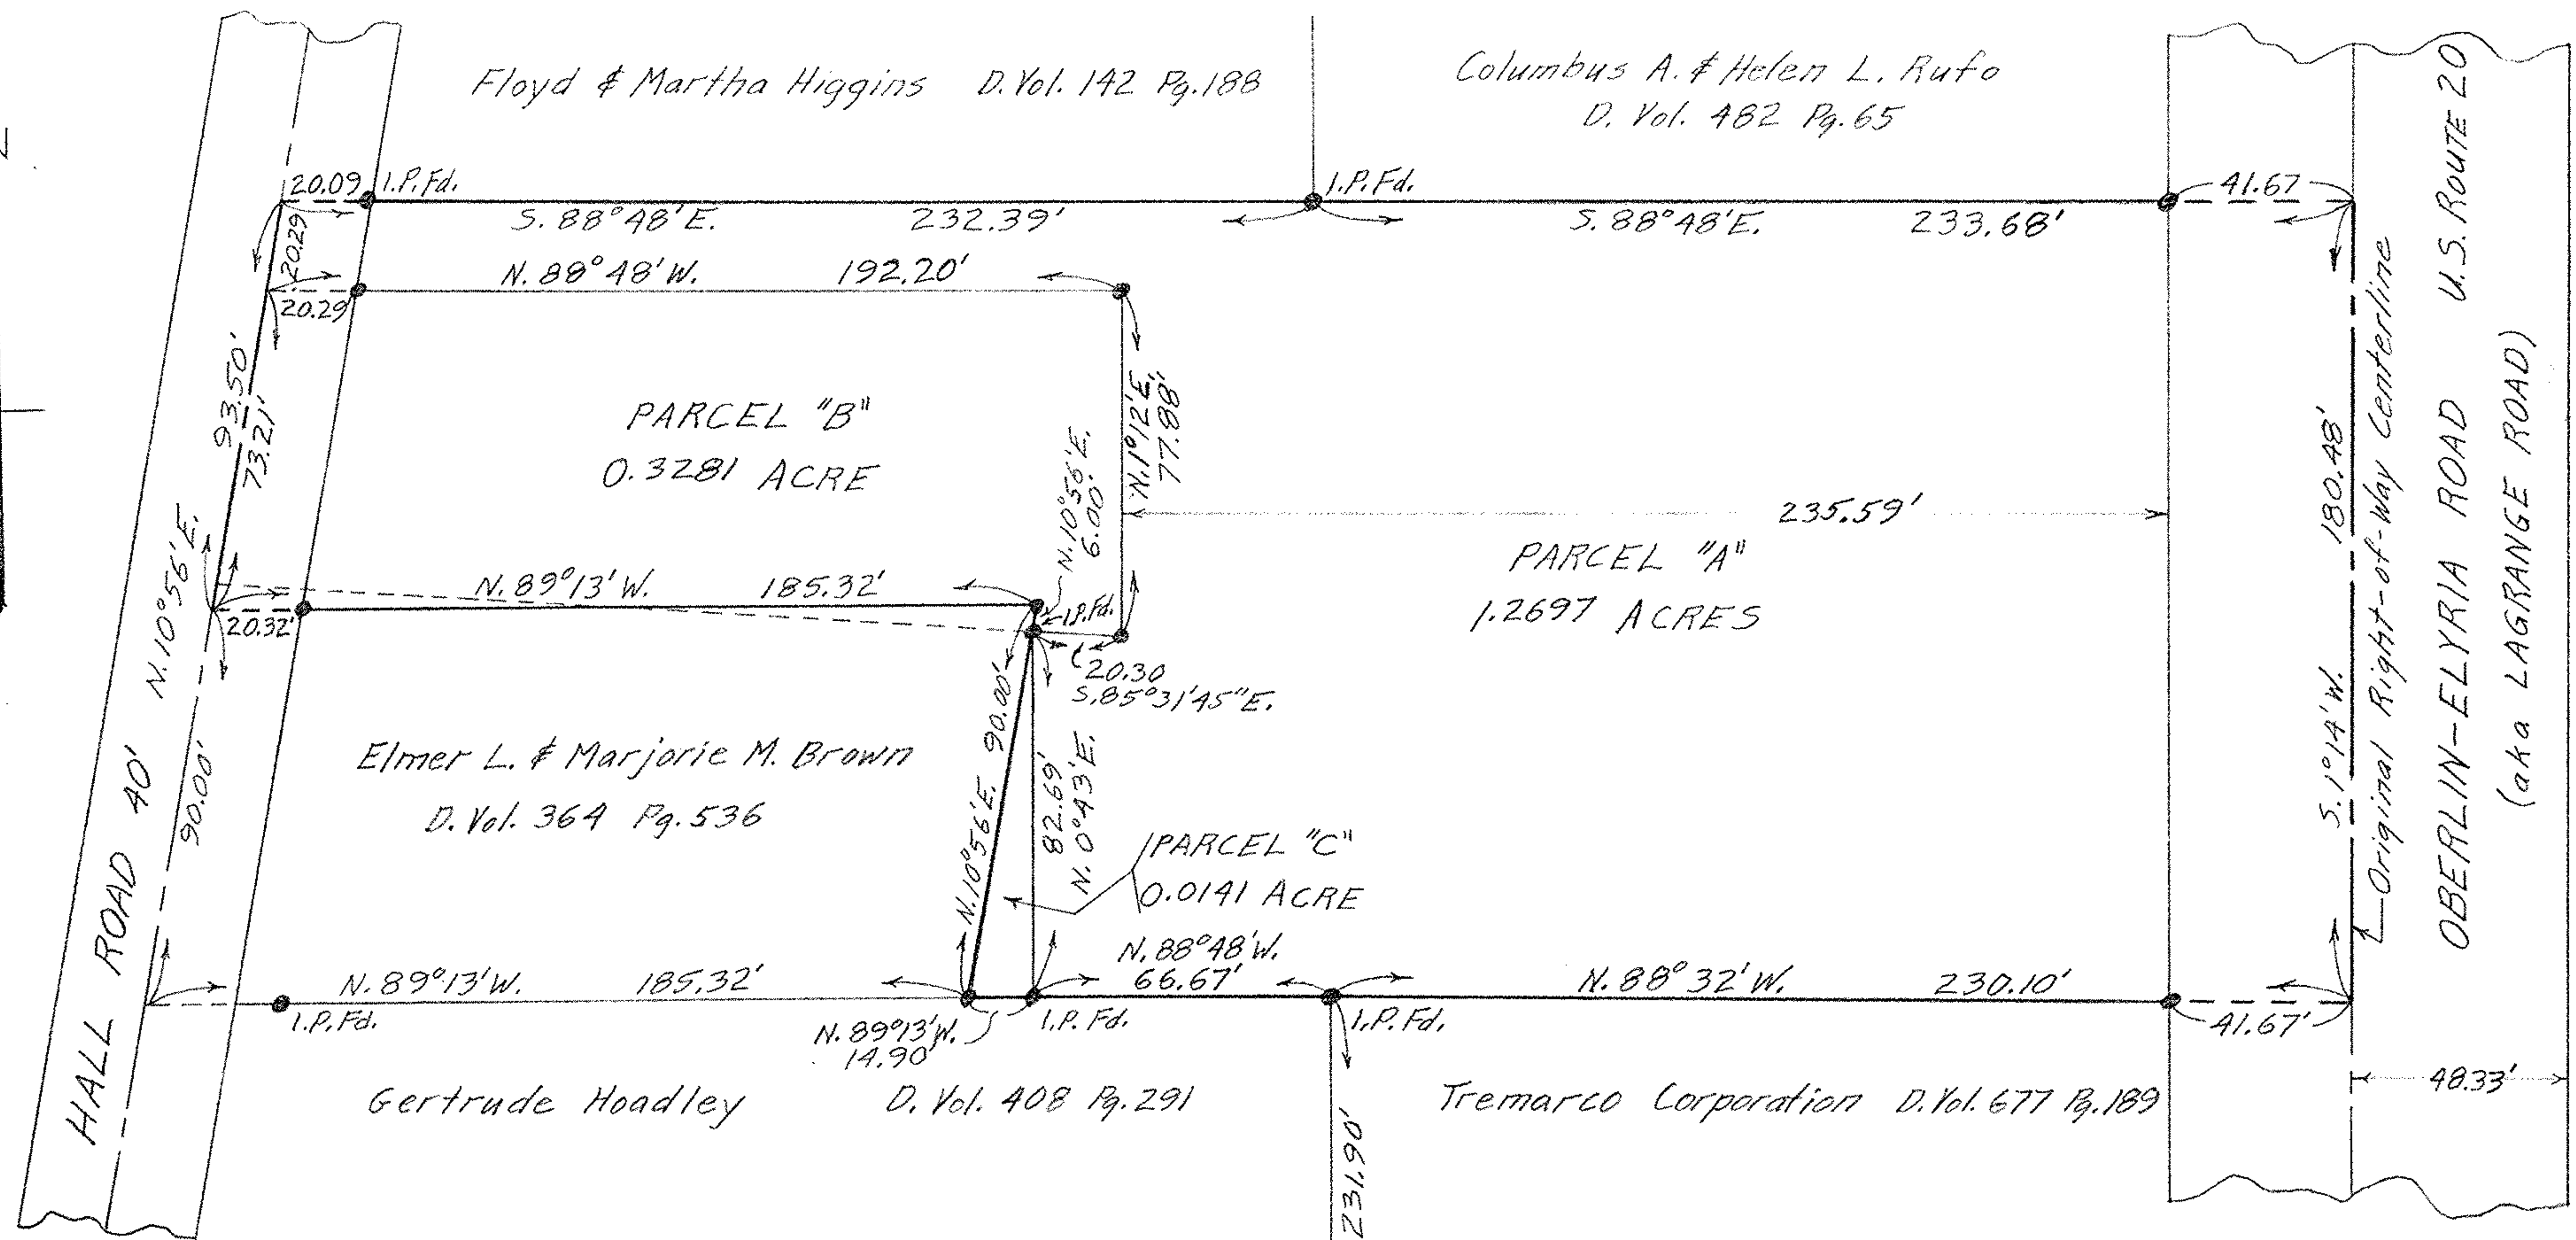 Floyd & Martha Higgins D. Vol. 142 Pg. 188
Columbus A. & Helen L. Rufo
D. Vol. 482 Pg. 65
20.09
I.P. Fd.
I.P. Fd.
41.67
S. 88°48' E. 232.39'
S. 88°48' E. 233.68'
20.29
N. 88°48' W. 192.20'
20.29
93.50'
73.21'
PARCEL "B"
0.3281 ACRE
N. 10°56' E.
6.00'
N. 1°12' E.
77.88'
235.59'
PARCEL "A"
1.2697 ACRES
N. 10°56' E.
N. 89°13' W. 185.32'
I.P. Fd.
20.32'
20.30
S. 85°31'45" E.
90.00'
Elmer L. & Marjorie M. Brown
D. Vol. 364 Pg. 536
N. 10°56' E. 90.00'
82.69'
N. 0°43' E.
PARCEL "C"
0.0141 ACRE
HALL ROAD 40'
N. 89°13' W. 185.32'
I.P. Fd.
N. 88°48' W.
66.67'
N. 88°32' W. 230.10'
N. 89°13' W.
14.90'
I.P. Fd.
I.P. Fd.
41.67'
Gertrude Hoadley D. Vol. 408 Pg. 291
Tremarco Corporation D. Vol. 677 Pg. 189
231.90'
48.33'
S. 1°14' W. 180.48'
Original Right-of-Way Centerline
OBERLIN-ELYRIA ROAD U.S. ROUTE 20
(aka LAGRANGE ROAD)